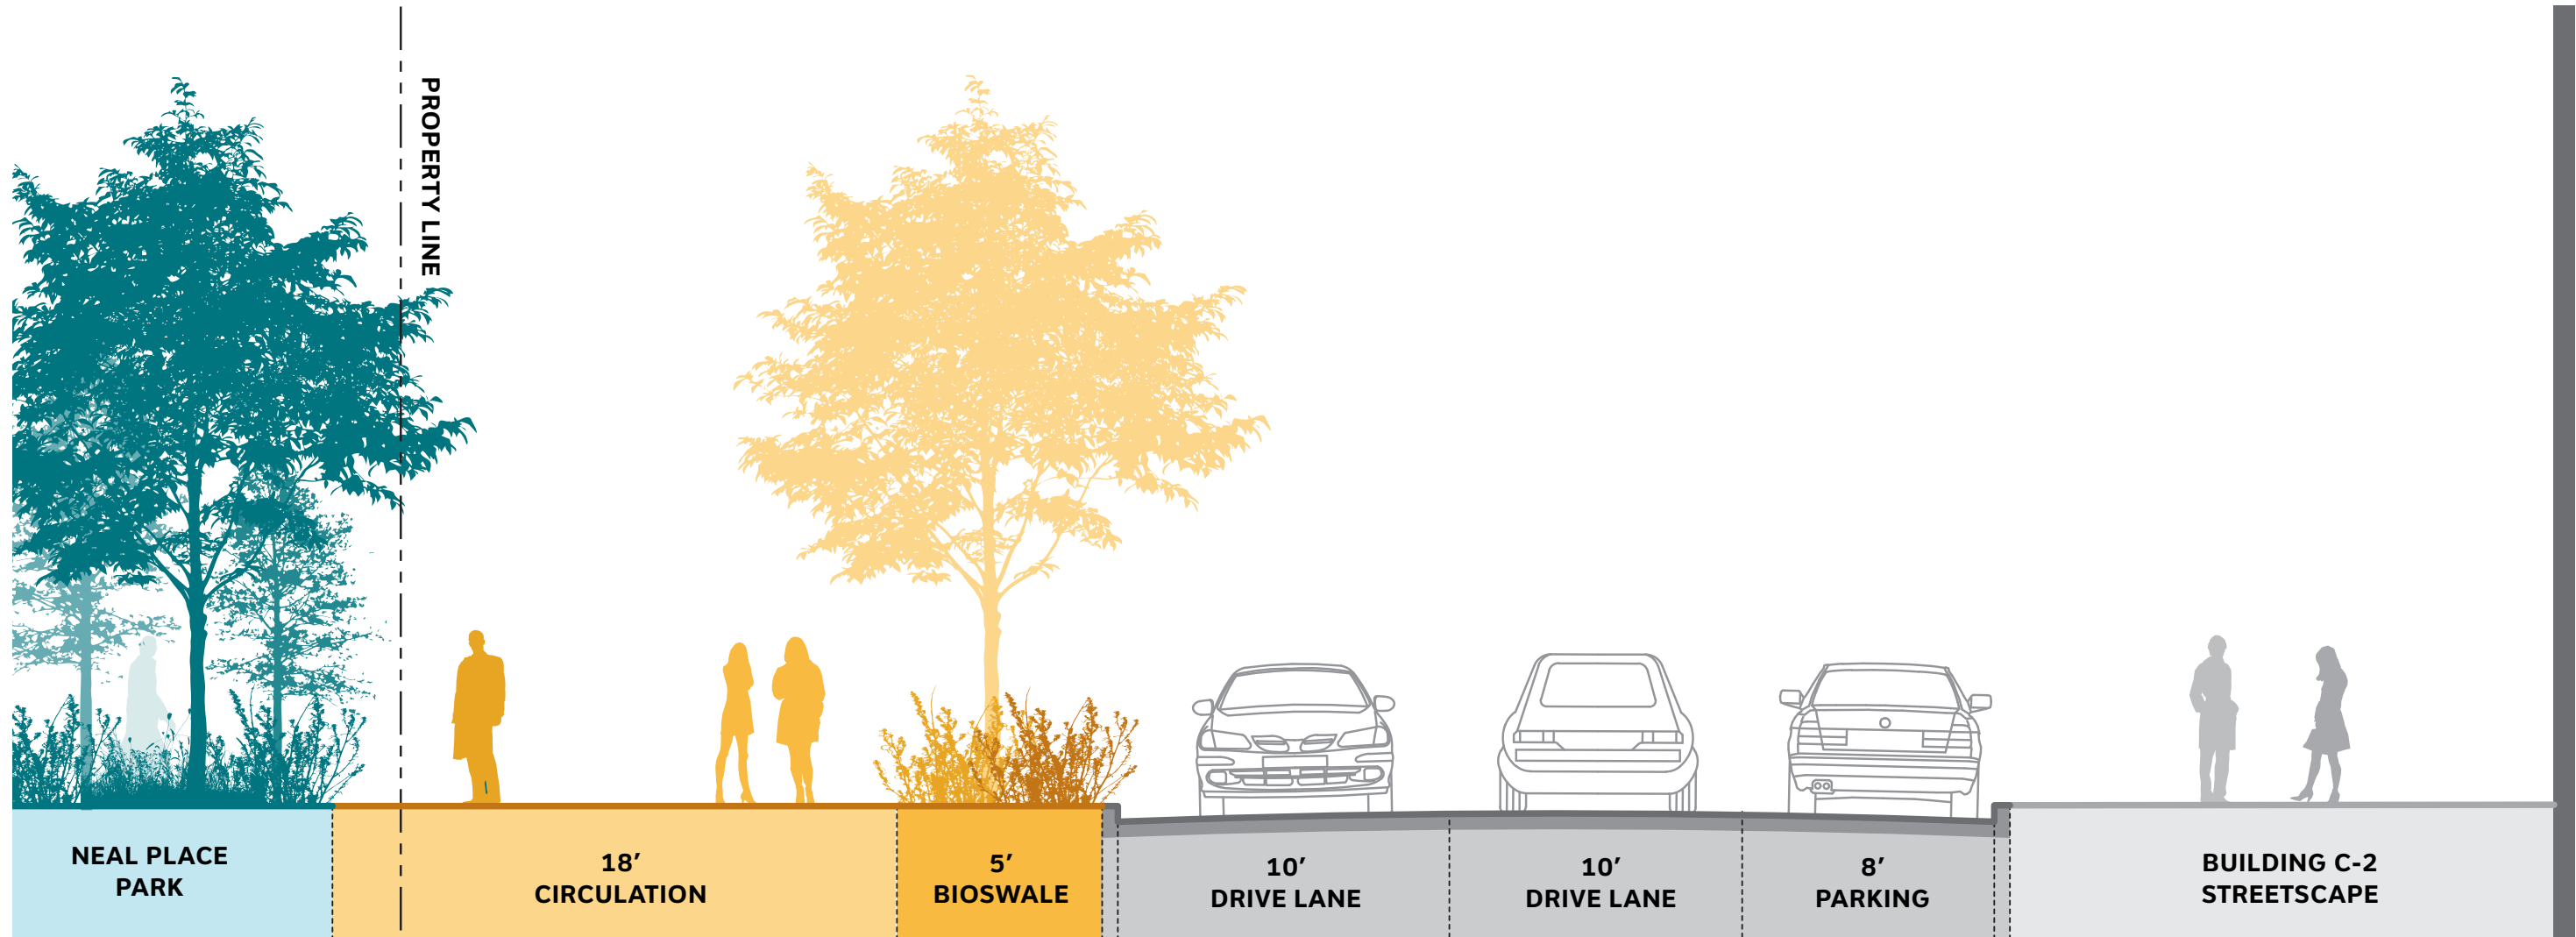 PROPERTY LINE
NEAL PLACE
PARK
18′
CIRCULATION
5′
BIOSWALE
10′
DRIVE LANE
10′
DRIVE LANE
8′
PARKING
BUILDING C-2
STREETSCAPE